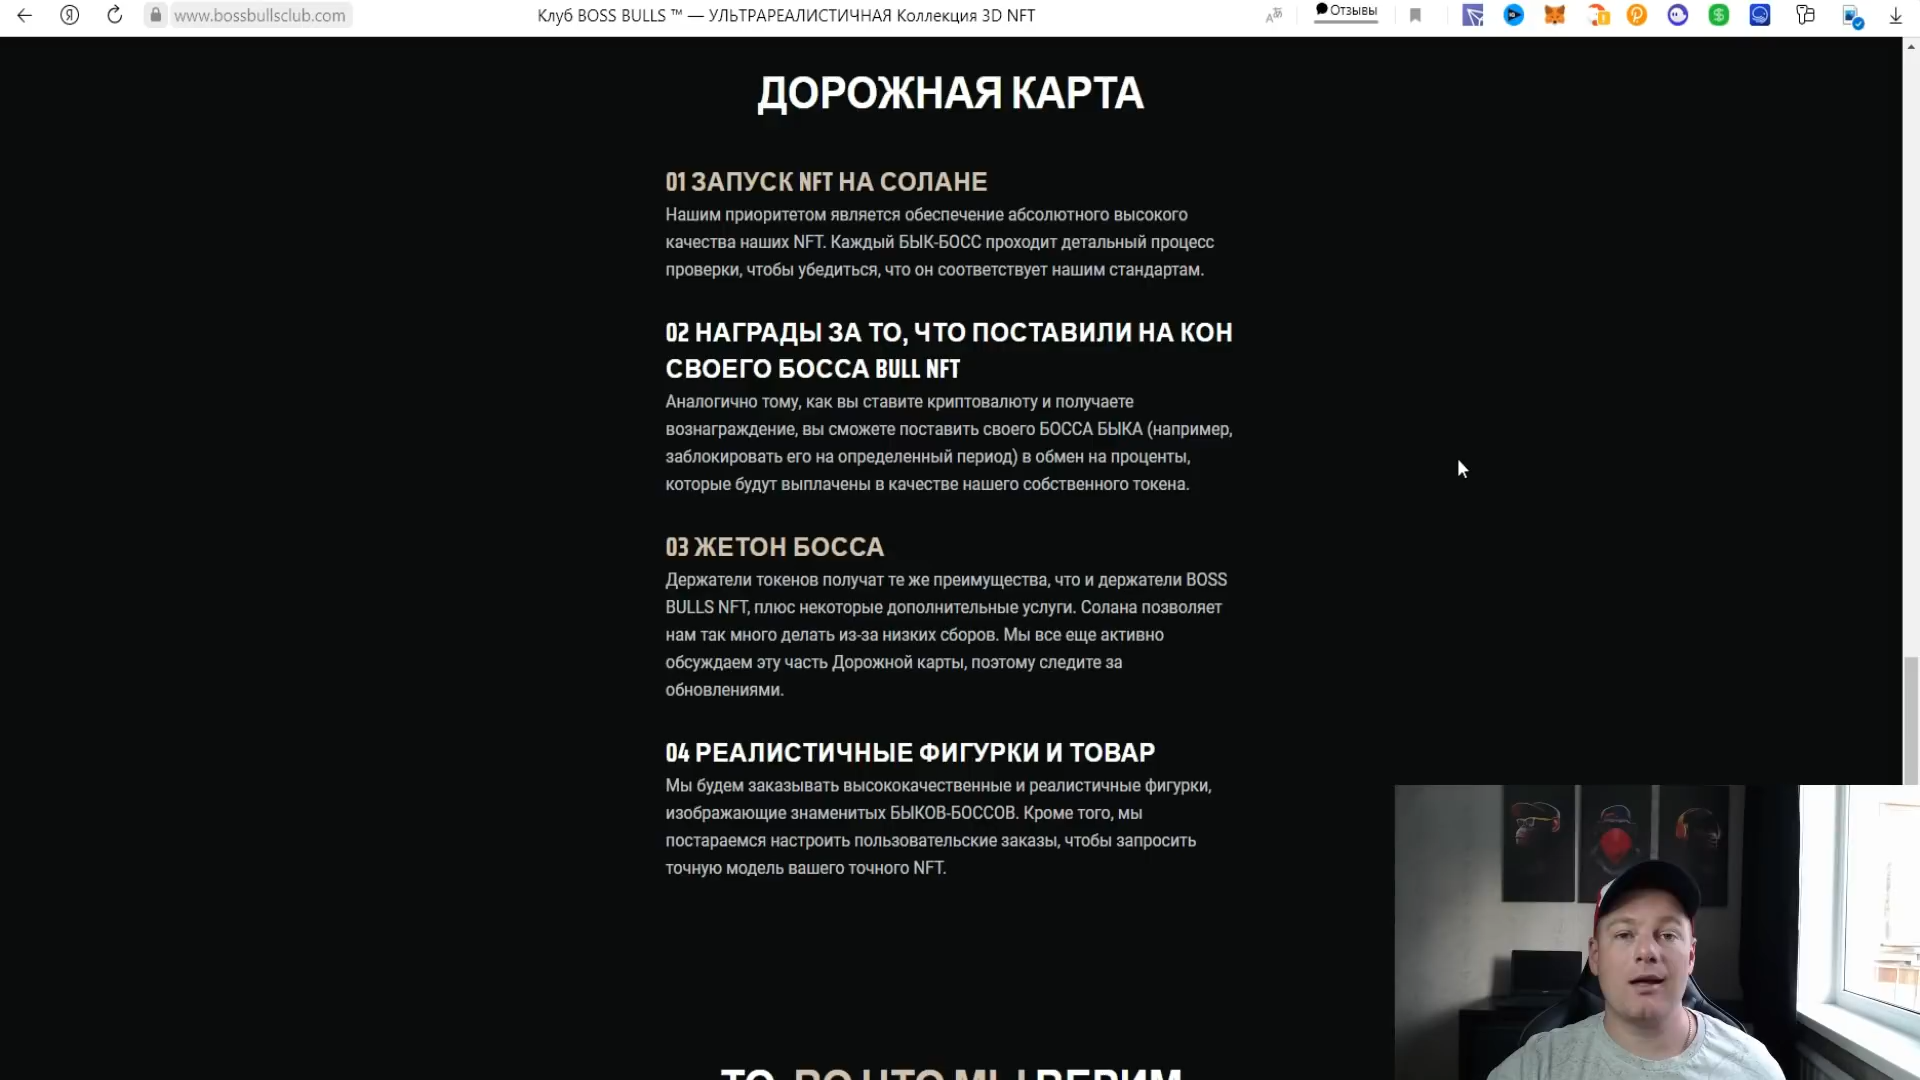 www.bossbullsclub.com
Клуб BOSS BULLS ™ — УЛЬТРАРЕАЛИСТИЧНАЯ Коллекция 3D NFT
Отзывы
ДОРОЖНАЯ КАРТА
01 ЗАПУСК NFT НА СОЛАНЕ
Нашим приоритетом является обеспечение абсолютного высокого
качества наших NFT. Каждый БЫК-БОСС проходит детальный процесс
проверки, чтобы убедиться, что он соответствует нашим стандартам.
02 НАГРАДЫ ЗА ТО, ЧТО ПОСТАВИЛИ НА КОН
СВОЕГО БОССА BULL NFT
Аналогично тому, как вы ставите криптовалюту и получаете
вознаграждение, вы сможете поставить своего БОССА БЫКА (например,
заблокировать его на определенный период) в обмен на проценты,
которые будут выплачены в качестве нашего собственного токена.
03 ЖЕТОН БОССА
Держатели токенов получат те же преимущества, что и держатели BOSS
BULLS NFT, плюс некоторые дополнительные услуги. Солана позволяет
нам так много делать из-за низких сборов. Мы все еще активно
обсуждаем эту часть Дорожной карты, поэтому следите за
обновлениями.
04 РЕАЛИСТИЧНЫЕ ФИГУРКИ И ТОВАР
Мы будем заказывать высококачественные и реалистичные фигурки,
изображающие знаменитых БЫКОВ-БОССОВ. Кроме того, мы
постараемся настроить пользовательские заказы, чтобы запросить
точную модель вашего точного NFT.
ТО, ВО ЧТО МЫ ВЕРИМ